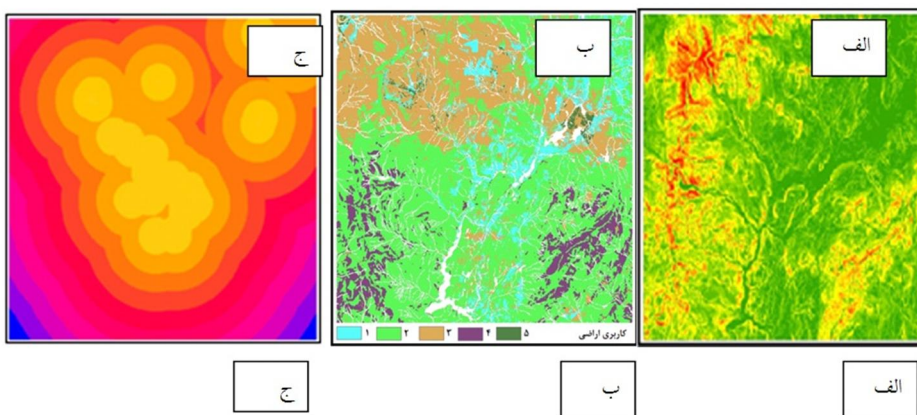 الف
ب
ج
کاربری اراضی ۵ ۴ ۳ ۲ ۱
الف
ب
ج